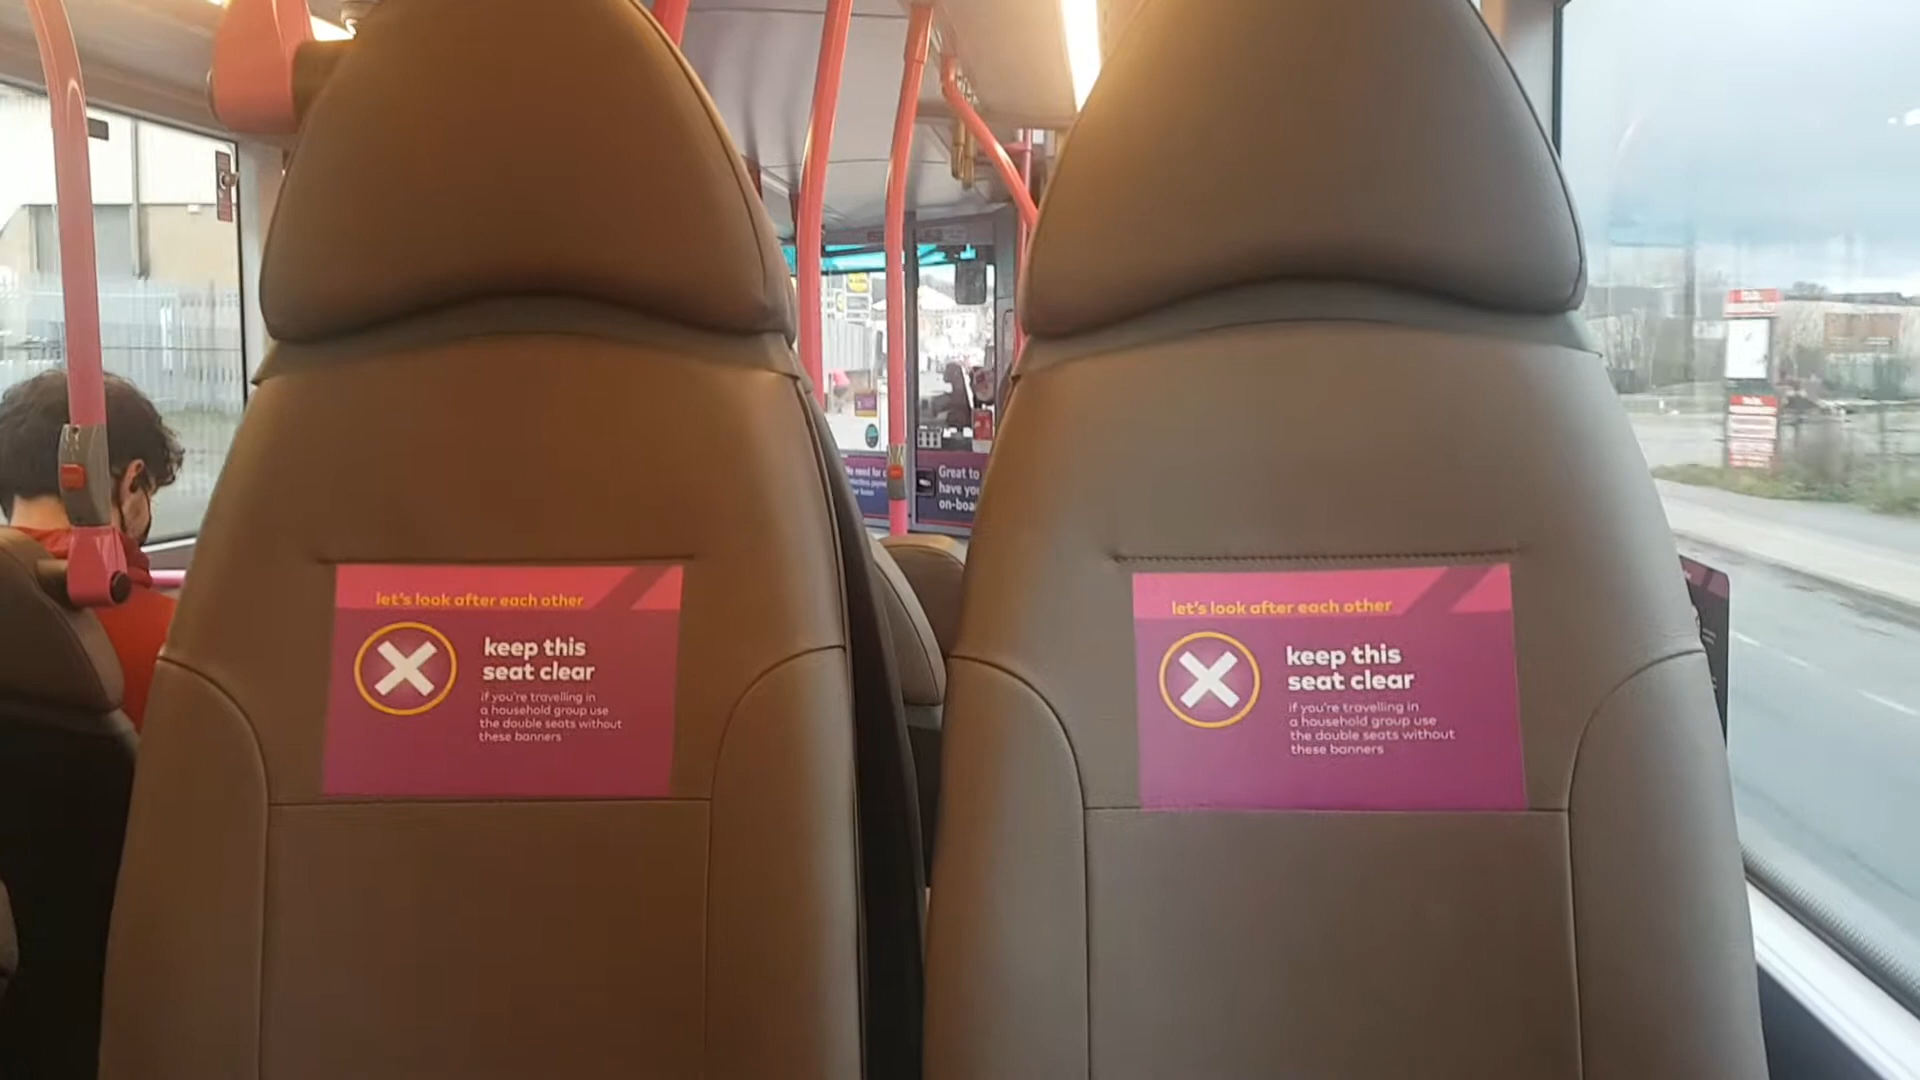 let's look after each other
keep this
seat clear
if you're travelling in
a household group use
the double seats without
these banners
let's look after each other
keep this
seat clear
if you're travelling in
a household group use
the double seats without
these banners
Great to
have you
on-boa